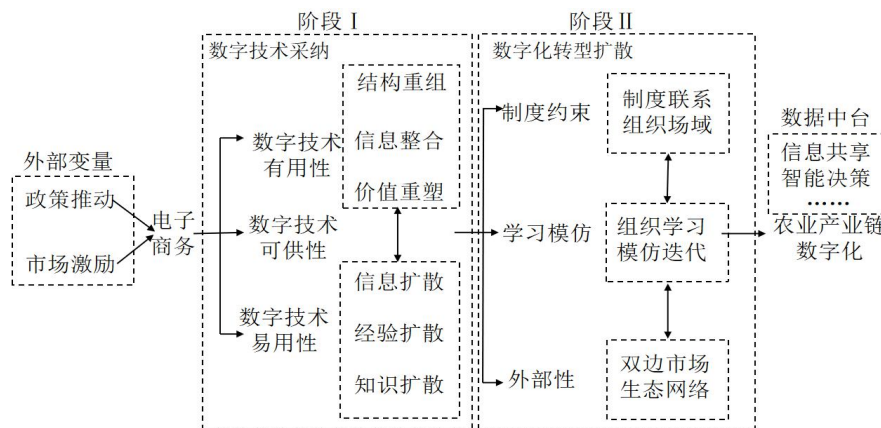 阶段Ⅰ
阶段Ⅱ
外部变量
政策推动
市场激励
电子
商务
数字技术采纳
数字技术
有用性
数字技术
可供性
数字技术
易用性
结构重组
信息整合
价值重塑
信息扩散
经验扩散
知识扩散
数字化转型扩散
制度约束
学习模仿
外部性
制度联系
组织场域
组织学习
模仿迭代
双边市场
生态网络
数据中台
信息共享
智能决策
……
农业产业链
数字化